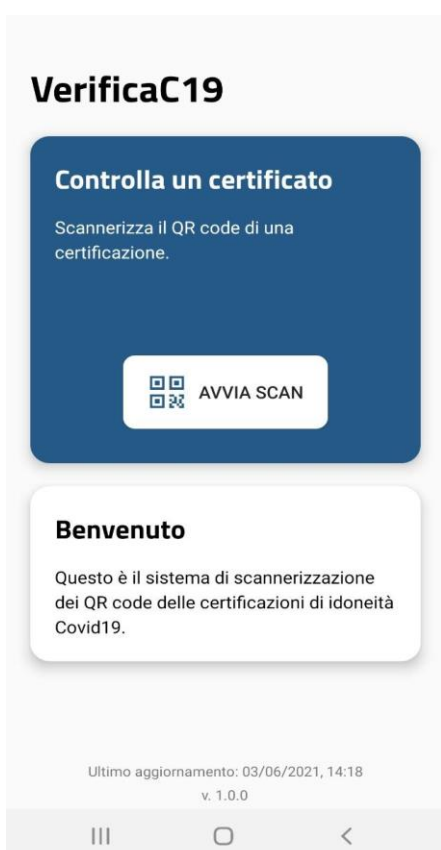 VerificaC19
Controlla un certificato
Scannerizza il QR code di una
certificazione.
AVVIA SCAN
Benvenuto
Questo è il sistema di scannerizzazione
dei QR code delle certificazioni di idoneità
Covid19.
Ultimo aggiornamento: 03/06/2021, 14:18
v. 1.0.0